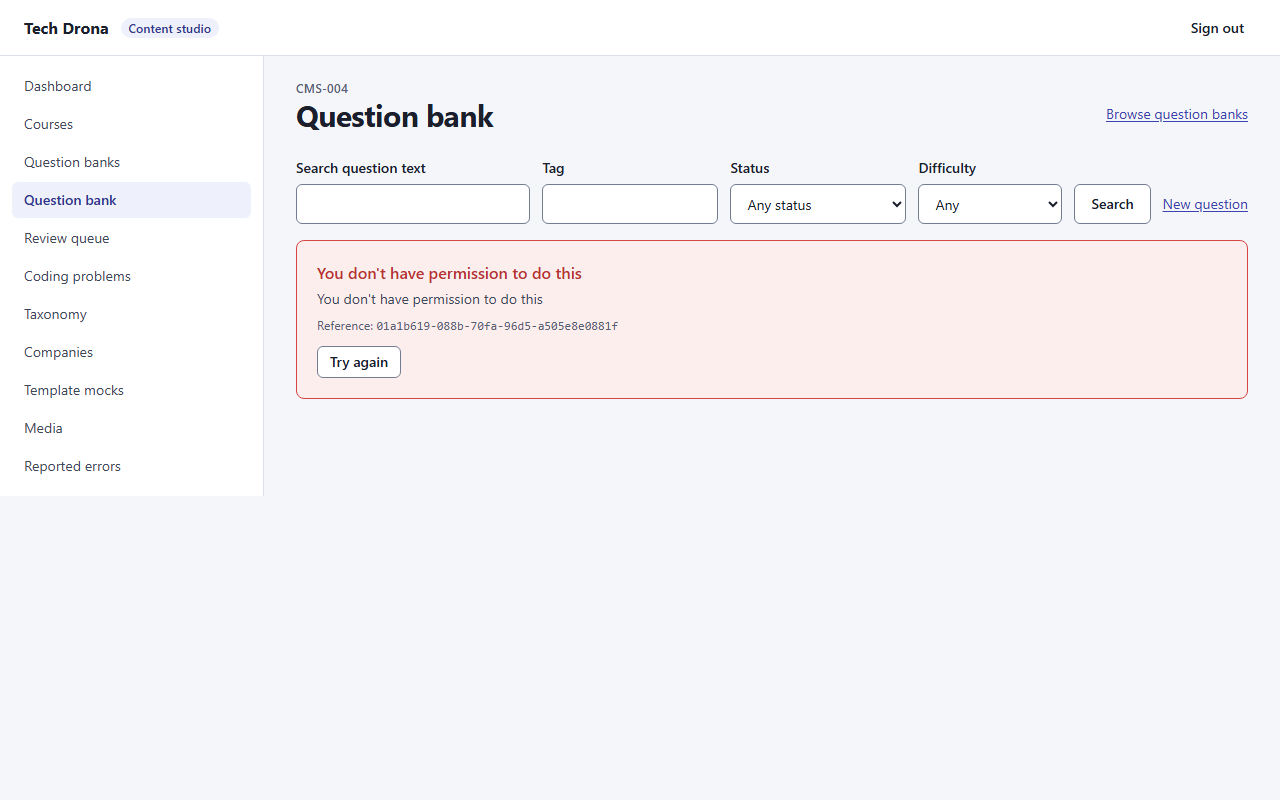 Tech Drona
Content studio
Sign out
Dashboard
Courses
Question banks
Question bank
Review queue
Coding problems
Taxonomy
Companies
Template mocks
Media
Reported errors
CMS-004
Question bank
Browse question banks
Search question text
Tag
Status
Difficulty
Any status
Any
Search
New question
You don't have permission to do this
You don't have permission to do this
Reference: 01a1b619-088b-70fa-96d5-a505e8e0881f
Try again